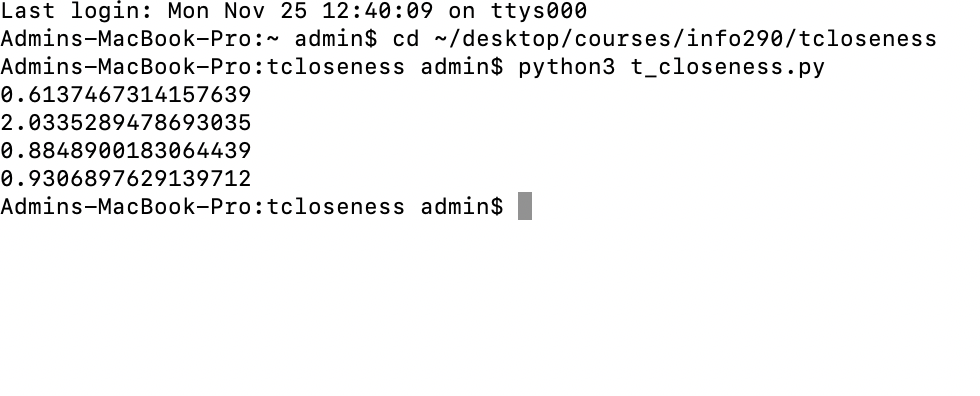 Last login: Mon Nov 25 12:40:09 on ttys000
Admins-MacBook-Pro:~ admin$ cd ~/desktop/courses/info290/tcloseness
Admins-MacBook-Pro:tcloseness admin$ python3 t_closeness.py
0.6137467314157639
2.0335289478693035
0.8848900183064439
0.9306897629139712
Admins-MacBook-Pro:tcloseness admin$